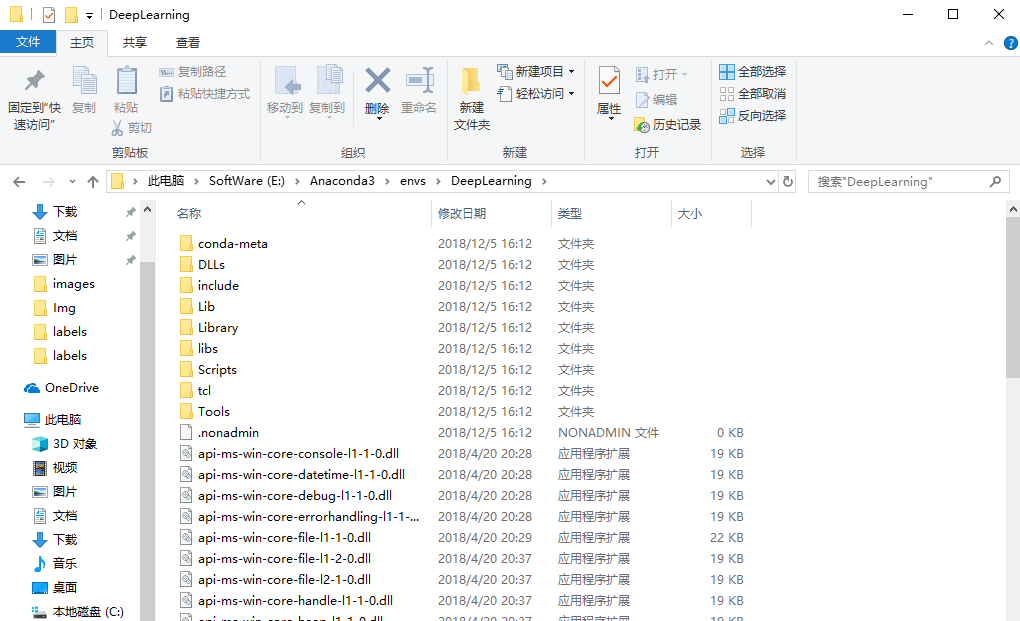 DeepLearning
文件 主页 共享 查看
固定到"快速访问" 复制 粘贴 复制路径 粘贴快捷方式 剪切
移动到 复制到 删除 重命名
新建文件夹 新建项目 轻松访问
属性 打开 编辑 历史记录
全部选择 全部取消 反向选择
剪贴板 组织 新建 打开 选择
此电脑 SoftWare (E:) Anaconda3 envs DeepLearning
搜索"DeepLearning"
下载
文档
图片
images
Img
labels
labels
OneDrive
此电脑
3D 对象
视频
图片
文档
下载
音乐
桌面
本地磁盘 (C:)
名称 修改日期 类型 大小
conda-meta 2018/12/5 16:12 文件夹
DLLs 2018/12/5 16:12 文件夹
include 2018/12/5 16:12 文件夹
Lib 2018/12/5 16:12 文件夹
Library 2018/12/5 16:12 文件夹
libs 2018/12/5 16:12 文件夹
Scripts 2018/12/5 16:12 文件夹
tcl 2018/12/5 16:12 文件夹
Tools 2018/12/5 16:12 文件夹
.nonadmin 2018/12/5 16:12 NONADMIN 文件 0 KB
api-ms-win-core-console-l1-1-0.dll 2018/4/20 20:28 应用程序扩展 19 KB
api-ms-win-core-datetime-l1-1-0.dll 2018/4/20 20:28 应用程序扩展 19 KB
api-ms-win-core-debug-l1-1-0.dll 2018/4/20 20:28 应用程序扩展 19 KB
api-ms-win-core-errorhandling-l1-1-... 2018/4/20 20:28 应用程序扩展 19 KB
api-ms-win-core-file-l1-1-0.dll 2018/4/20 20:29 应用程序扩展 22 KB
api-ms-win-core-file-l1-2-0.dll 2018/4/20 20:37 应用程序扩展 19 KB
api-ms-win-core-file-l2-1-0.dll 2018/4/20 20:37 应用程序扩展 19 KB
api-ms-win-core-handle-l1-1-0.dll 2018/4/20 20:37 应用程序扩展 19 KB